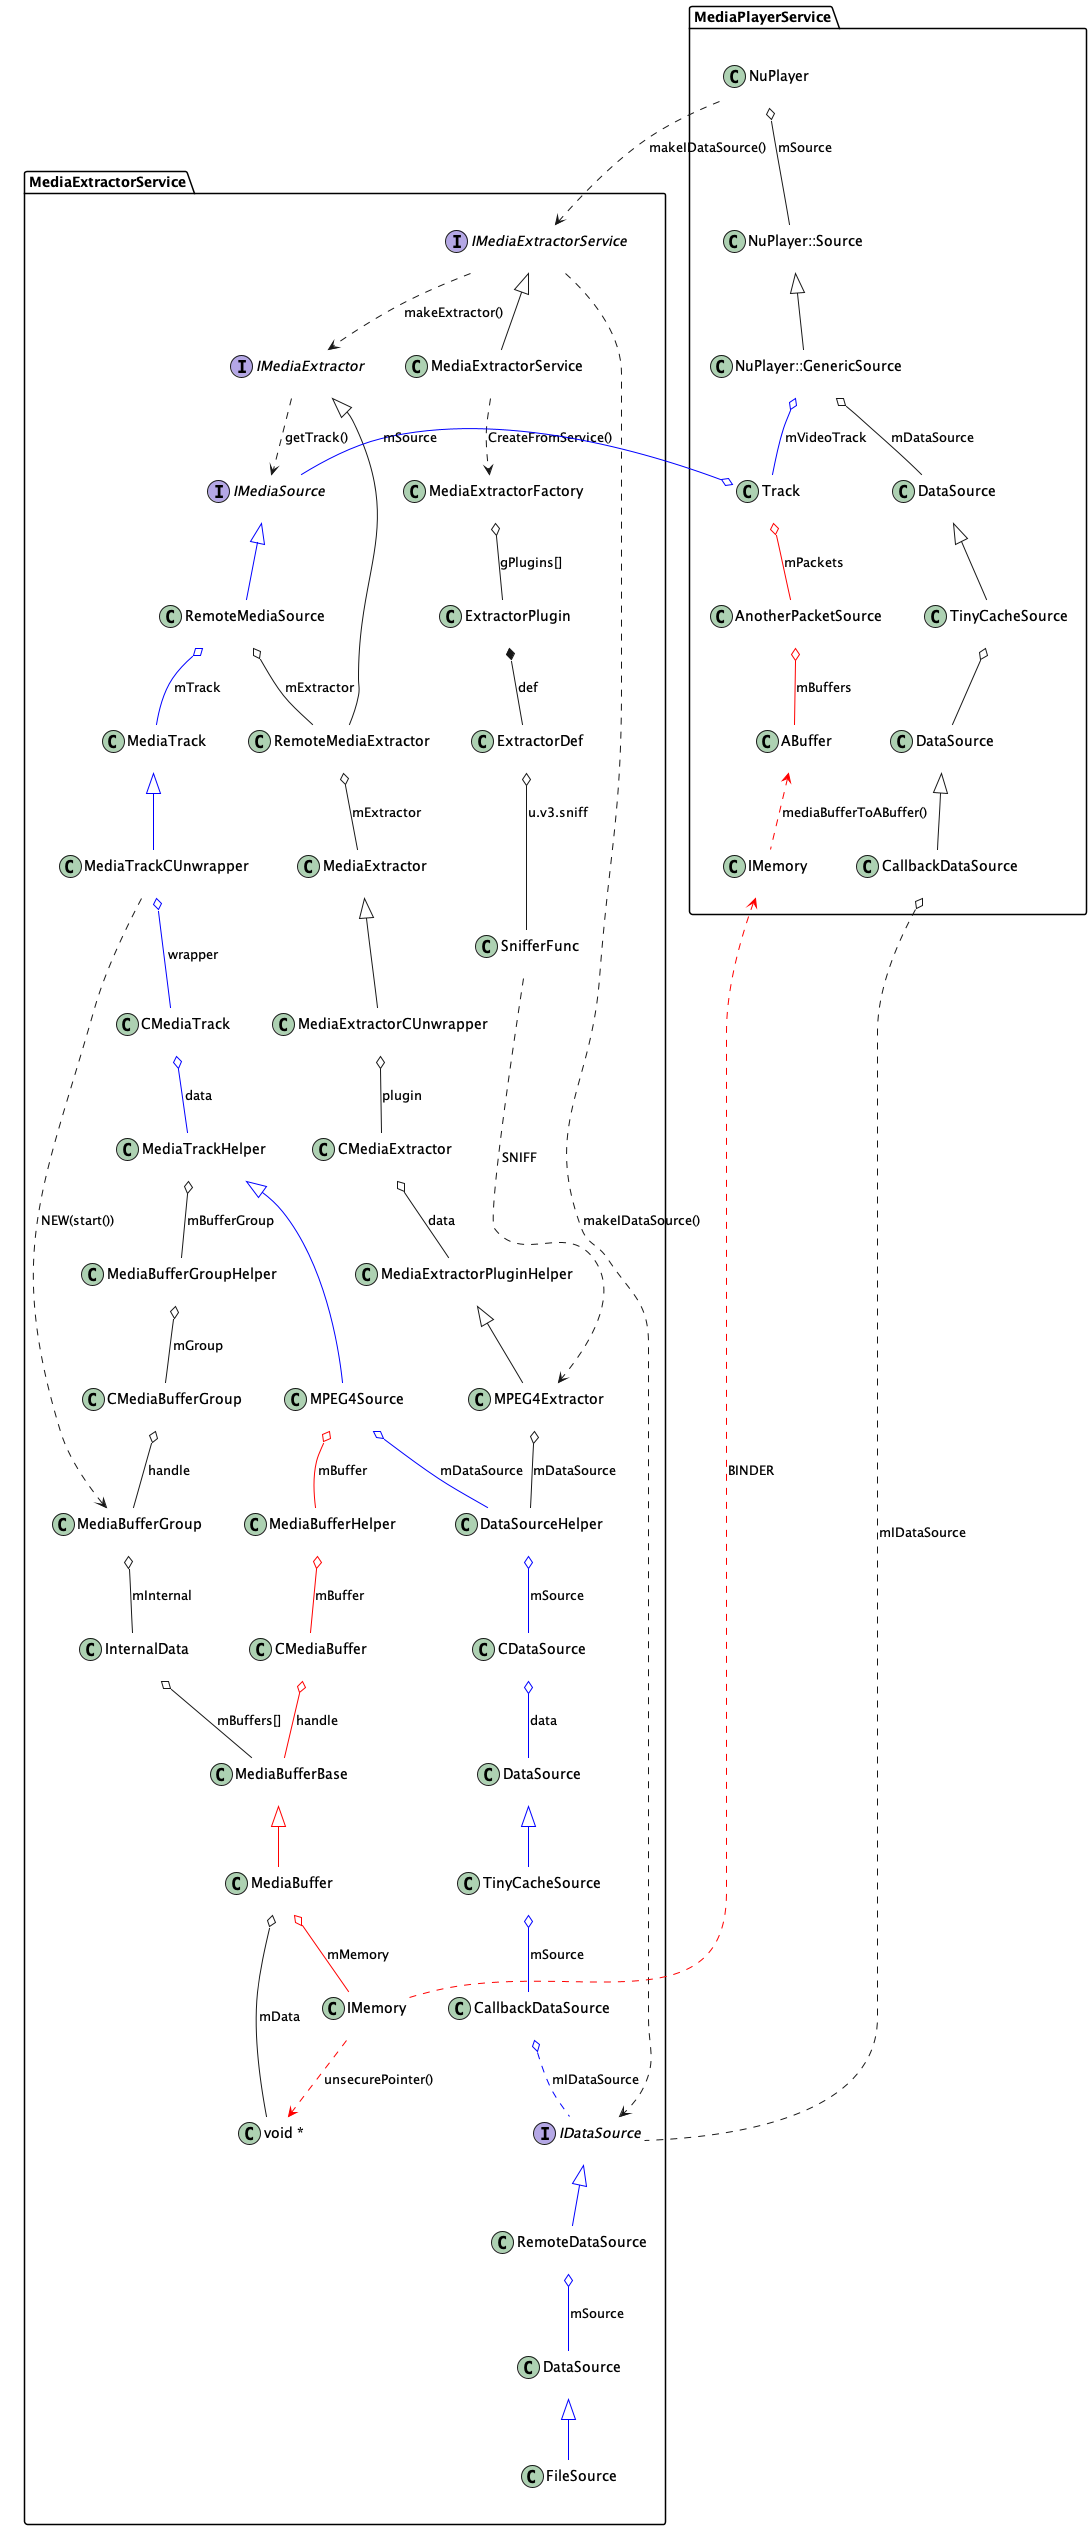 MediaPlayerService
C NuPlayer
makeIDataSource()
mSource
MediaExtractorService
I IMediaExtractorService
C NuPlayer::Source
makeExtractor()
I IMediaExtractor
C MediaExtractorService
C NuPlayer::GenericSource
getTrack()
mSource
CreateFromService()
mVideoTrack
mDataSource
I IMediaSource
C MediaExtractorFactory
C Track
C DataSource
gPlugins[]
mPackets
C RemoteMediaSource
C ExtractorPlugin
C AnotherPacketSource
C TinyCacheSource
mTrack
mExtractor
def
mBuffers
C MediaTrack
C RemoteMediaExtractor
C ExtractorDef
C ABuffer
C DataSource
mExtractor
u.v3.sniff
mediaBufferToABuffer()
C MediaTrackCUnwrapper
C MediaExtractor
C IMemory
C CallbackDataSource
wrapper
C SnifferFunc
C CMediaTrack
C MediaExtractorCUnwrapper
data
plugin
C MediaTrackHelper
C CMediaExtractor
SNIFF
NEW(start())
mBufferGroup
data
makeIDataSource()
C MediaBufferGroupHelper
C MediaExtractorPluginHelper
mGroup
C CMediaBufferGroup
C MPEG4Source
C MPEG4Extractor
handle
mBuffer
mDataSource
mDataSource
BINDER
C MediaBufferGroup
C MediaBufferHelper
C DataSourceHelper
mIDataSource
mInternal
mBuffer
mSource
C InternalData
C CMediaBuffer
C CDataSource
mBuffers[]
handle
data
C MediaBufferBase
C DataSource
C MediaBuffer
C TinyCacheSource
mMemory
mSource
C IMemory
C CallbackDataSource
mData
unsecurePointer()
mIDataSource
C void *
I IDataSource
C RemoteDataSource
mSource
C DataSource
C FileSource